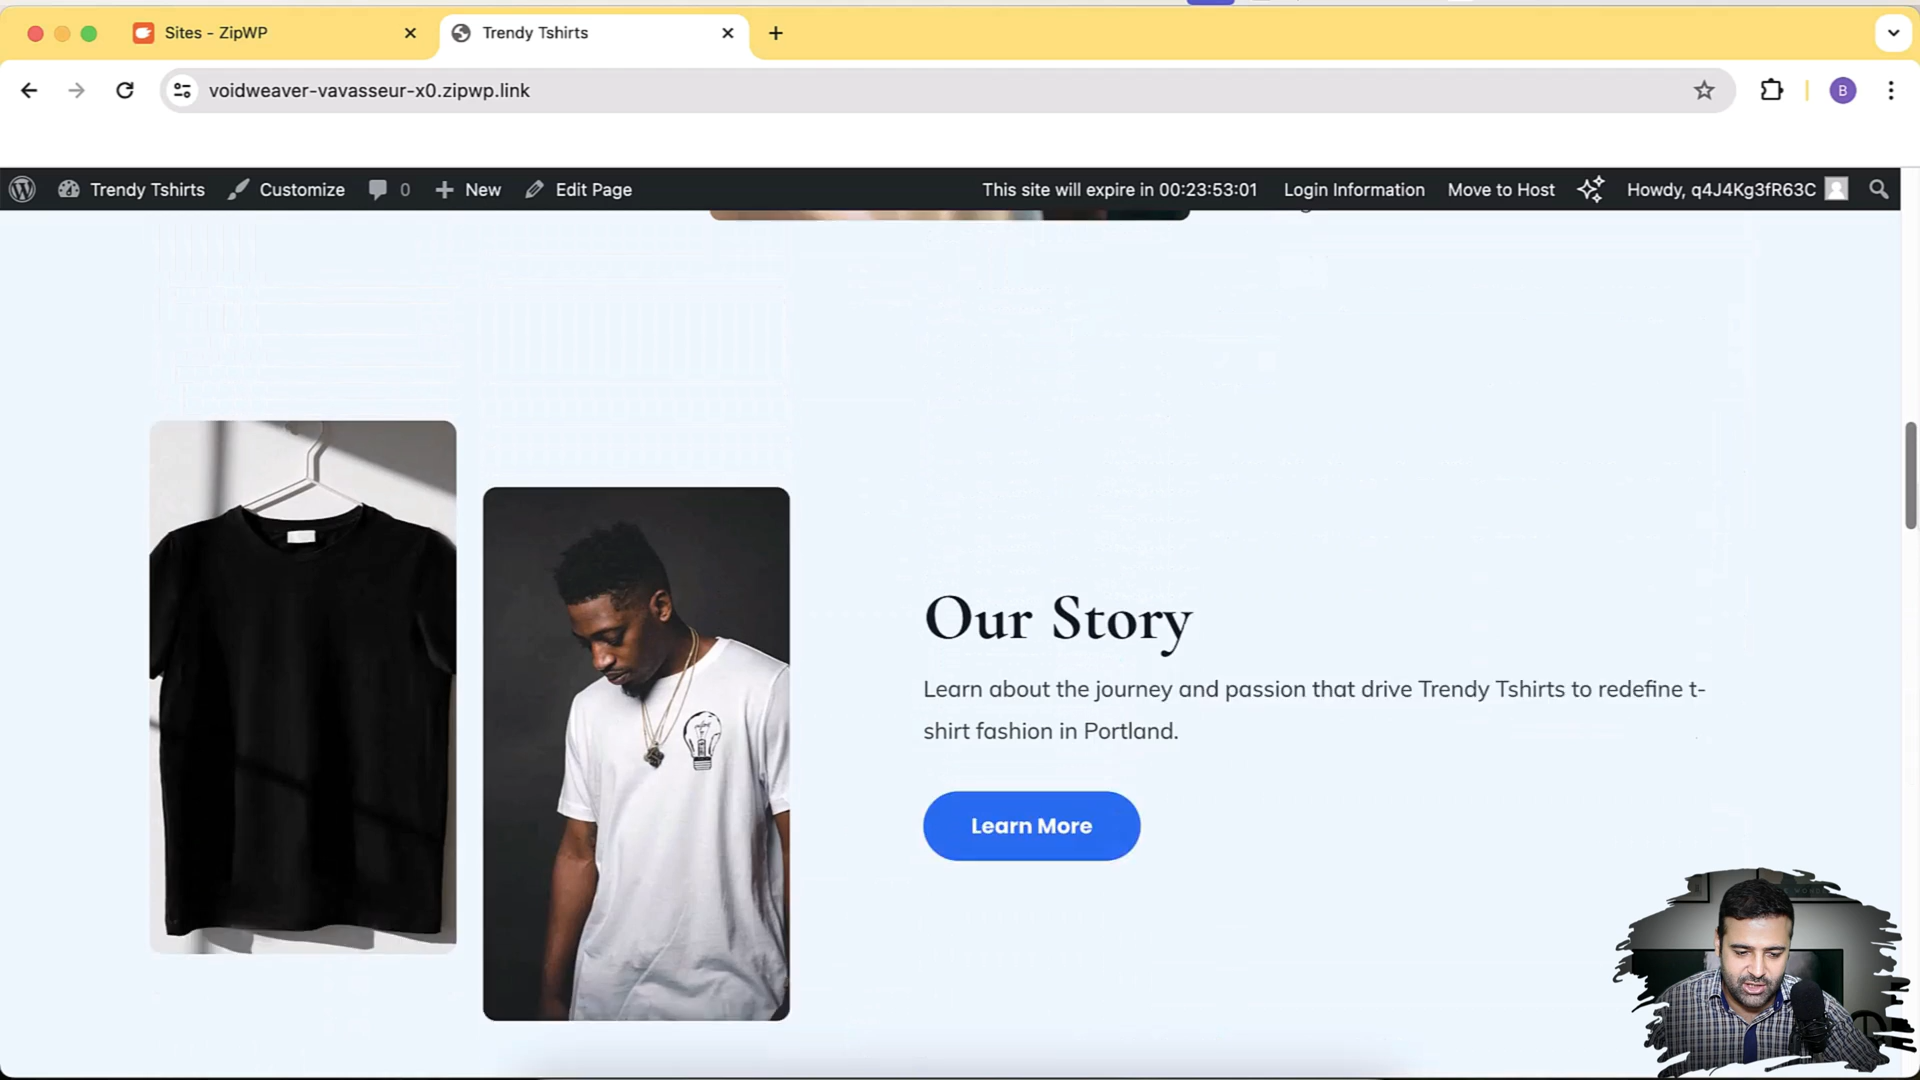 Sites - ZipWP
Trendy Tshirts
voidweaver-vavasseur-x0.zipwp.link
B
Trendy Tshirts Customize 0 New Edit Page This site will expire in 00:23:53:01 Login Information Move to Host Howdy, q4J4Kg3fR63C
Our Story
Learn about the journey and passion that drive Trendy Tshirts to redefine t-
shirt fashion in Portland.
Learn More